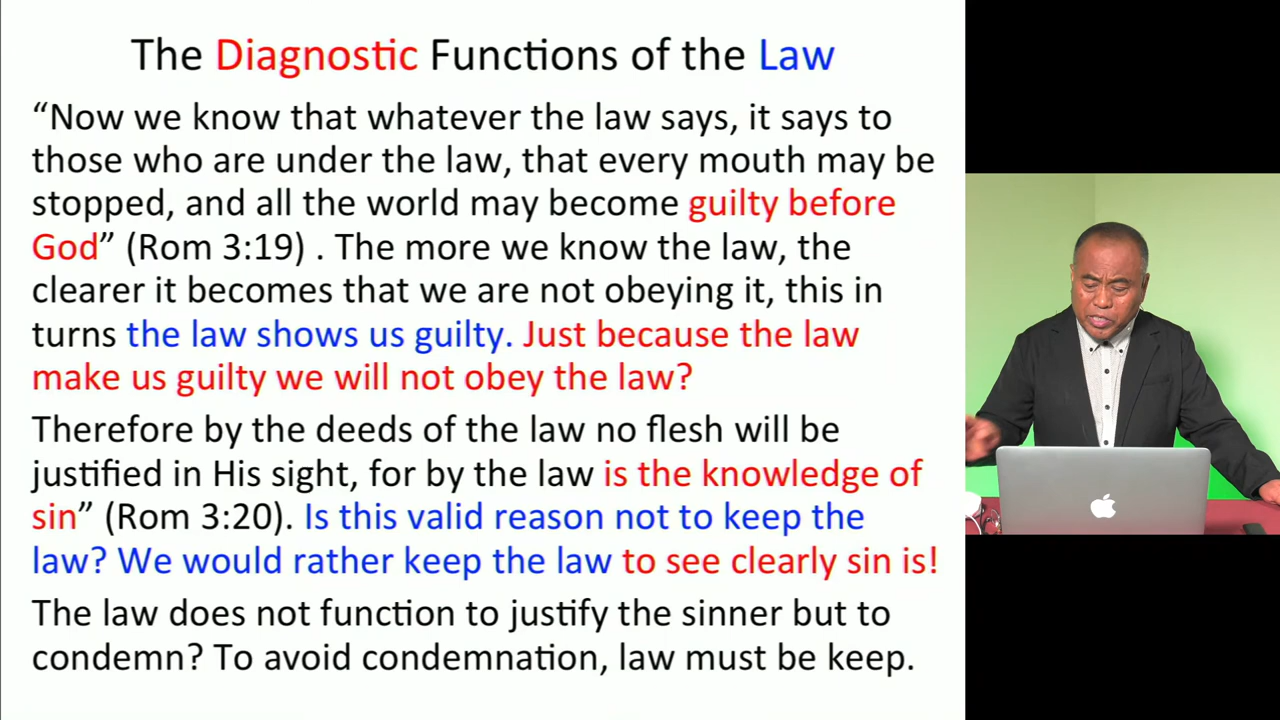 The Diagnostic Functions of the Law
“Now we know that whatever the law says, it says to
those who are under the law, that every mouth may be
stopped, and all the world may become guilty before
God” (Rom 3:19) . The more we know the law, the
clearer it becomes that we are not obeying it, this in
turns the law shows us guilty. Just because the law
make us guilty we will not obey the law?
Therefore by the deeds of the law no flesh will be
justified in His sight, for by the law is the knowledge of
sin” (Rom 3:20). Is this valid reason not to keep the
law? We would rather keep the law to see clearly sin is!
The law does not function to justify the sinner but to
condemn? To avoid condemnation, law must be keep.